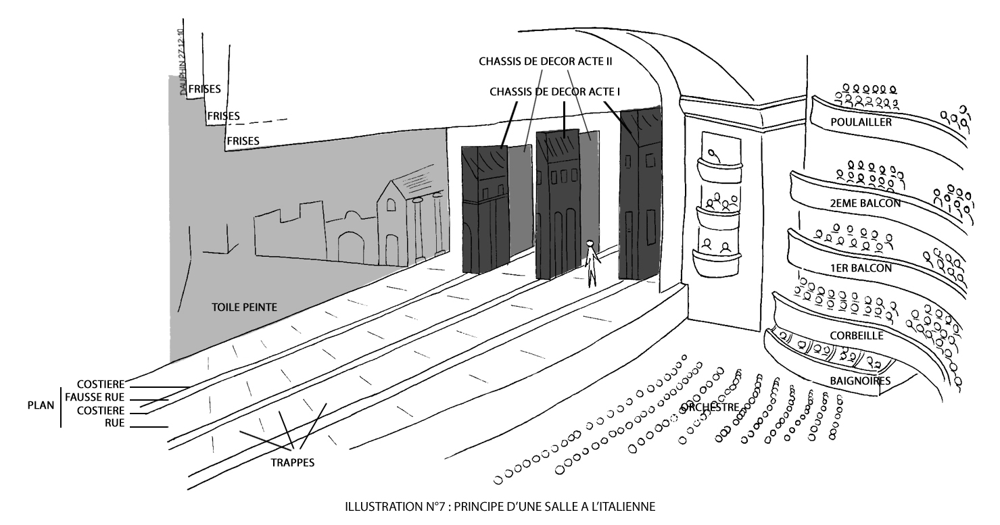 DAUPHIN 27-12-10
FRISES
FRISES
FRISES
CHASSIS DE DECOR ACTE II
CHASSIS DE DECOR ACTE I
POULAILLER
2EME BALCON
1ER BALCON
CORBEILLE
BAIGNOIRES
ORCHESTRE
TOILE PEINTE
PLAN
COSTIERE
FAUSSE RUE
COSTIERE
RUE
TRAPPES
ILLUSTRATION N°7 : PRINCIPE D'UNE SALLE A L'ITALIENNE